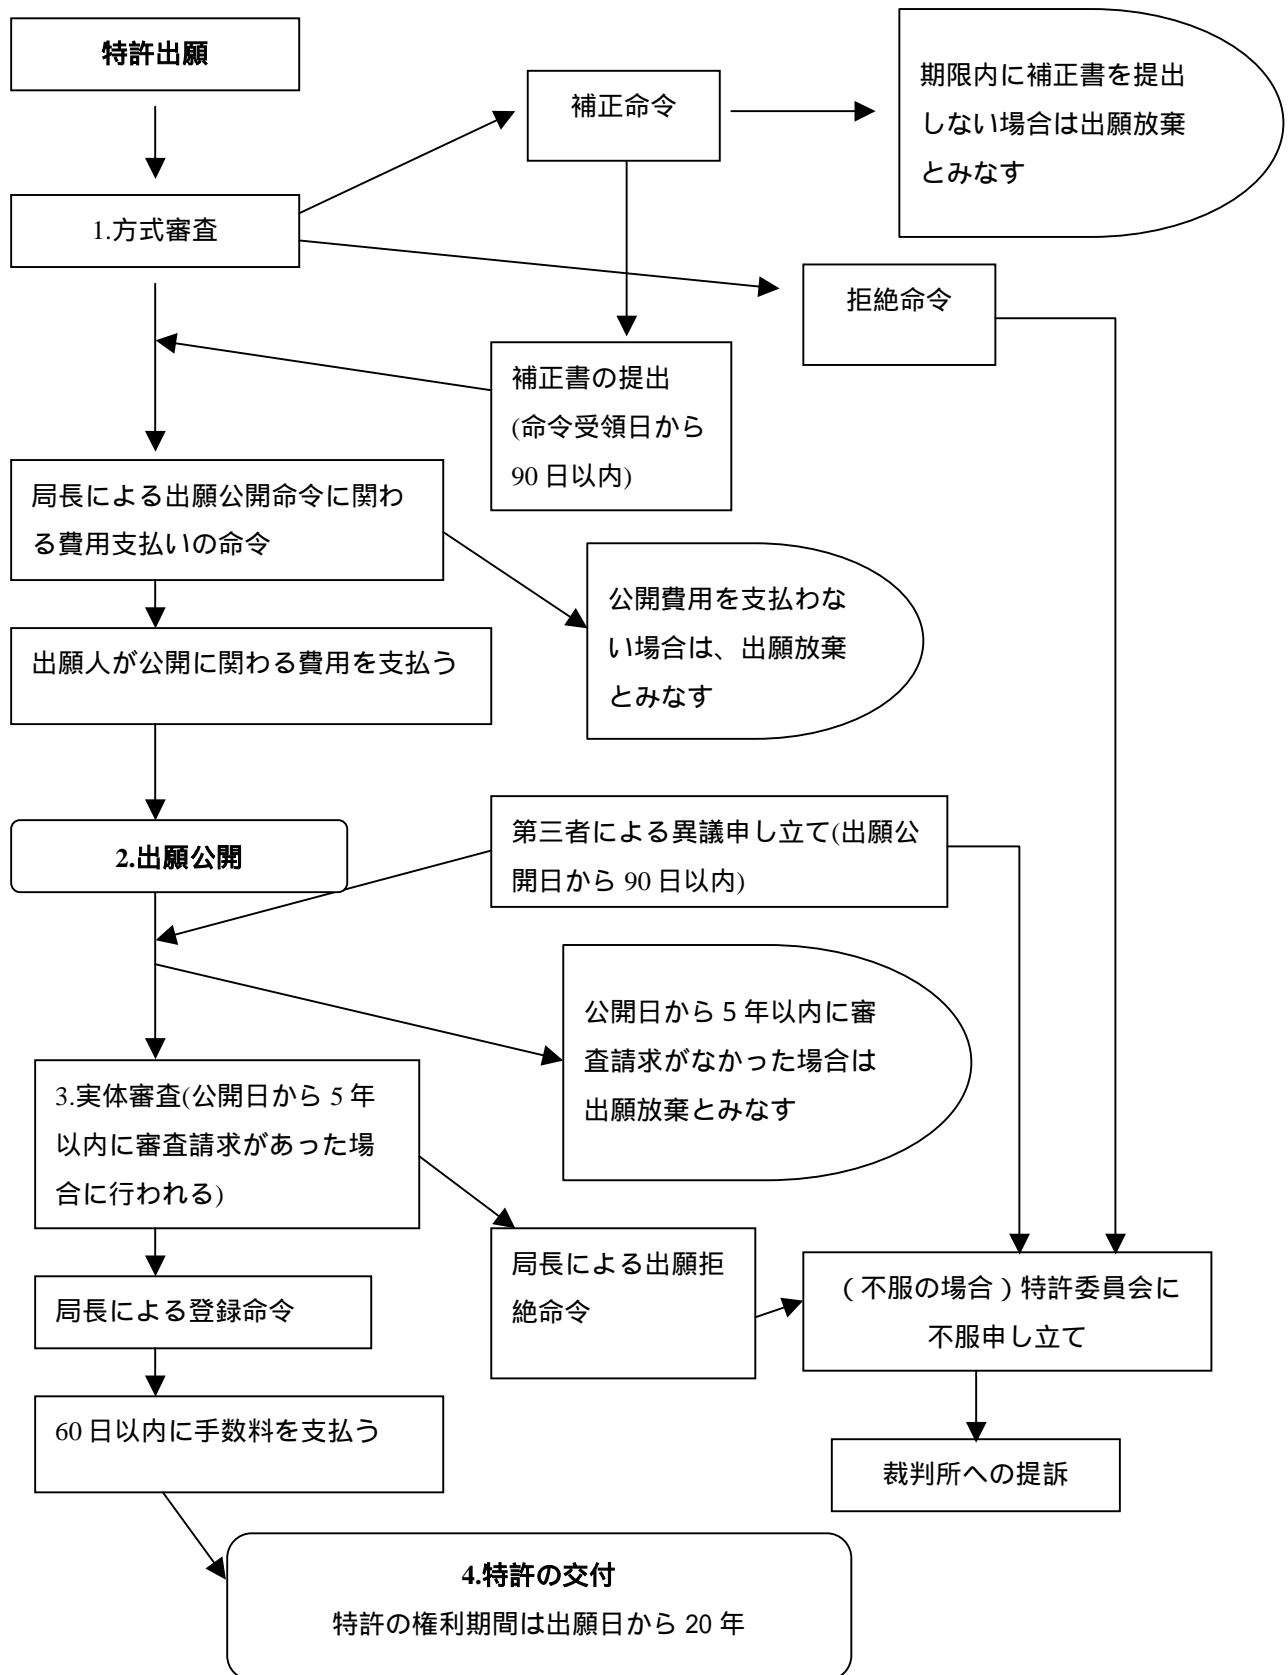 特許出願
補正命令
期限内に補正書を提出
しない場合は出願放棄
とみなす
1.方式審査
拒絶命令
補正書の提出
(命令受領日から
90日以内)
局長による出願公開命令に関わ
る費用支払いの命令
公開費用を支払わな
い場合は、出願放棄
とみなす
出願人が公開に関わる費用を支払う
第三者による異議申し立て(出願公
開日から90日以内)
2.出願公開
公開日から5年以内に審
査請求がなかった場合は
出願放棄とみなす
3.実体審査(公開日から5年
以内に審査請求があった場
合に行われる)
局長による出願拒
絶命令
(不服の場合)特許委員会に
不服申し立て
局長による登録命令
60日以内に手数料を支払う
裁判所への提訴
4.特許の交付
特許の権利期間は出願日から20年